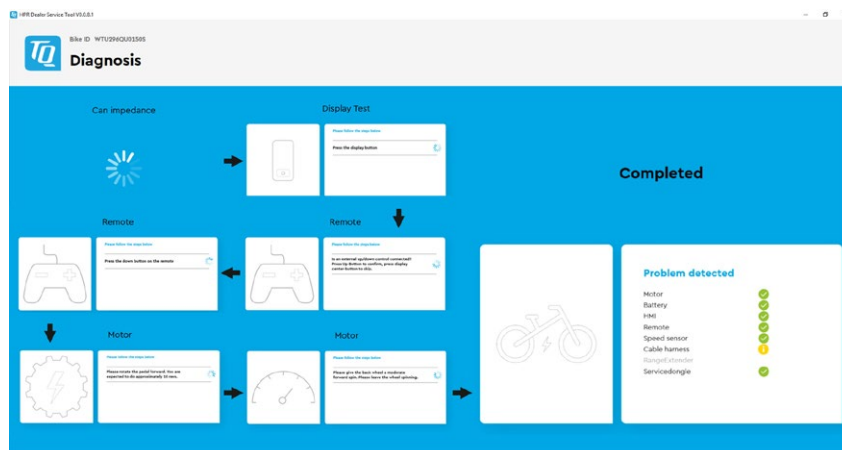 HPR Dealer Service Tool V0.0.8.1
TQ
Bike ID WTU296QU01505
Diagnosis
Can impedance
Display Test
Please follow the steps below
Press the display button
Completed
Remote
Remote
Please follow the steps below
Press the down button on the remote
Please follow the steps below
Is an external up/down control connected?
Press Up Button to confirm, press display
center button to skip.
Motor
Motor
Please follow the steps below
Please rotate the pedal forward. You are
expected to do approximately 30 revs.
Please follow the steps below
Please give the back wheel a moderate
forward spin. Please leave the wheel spinning.
Problem detected
Motor
Battery
HMI
Remote
Speed sensor
Cable harness
RangeExtender
Servicedongle